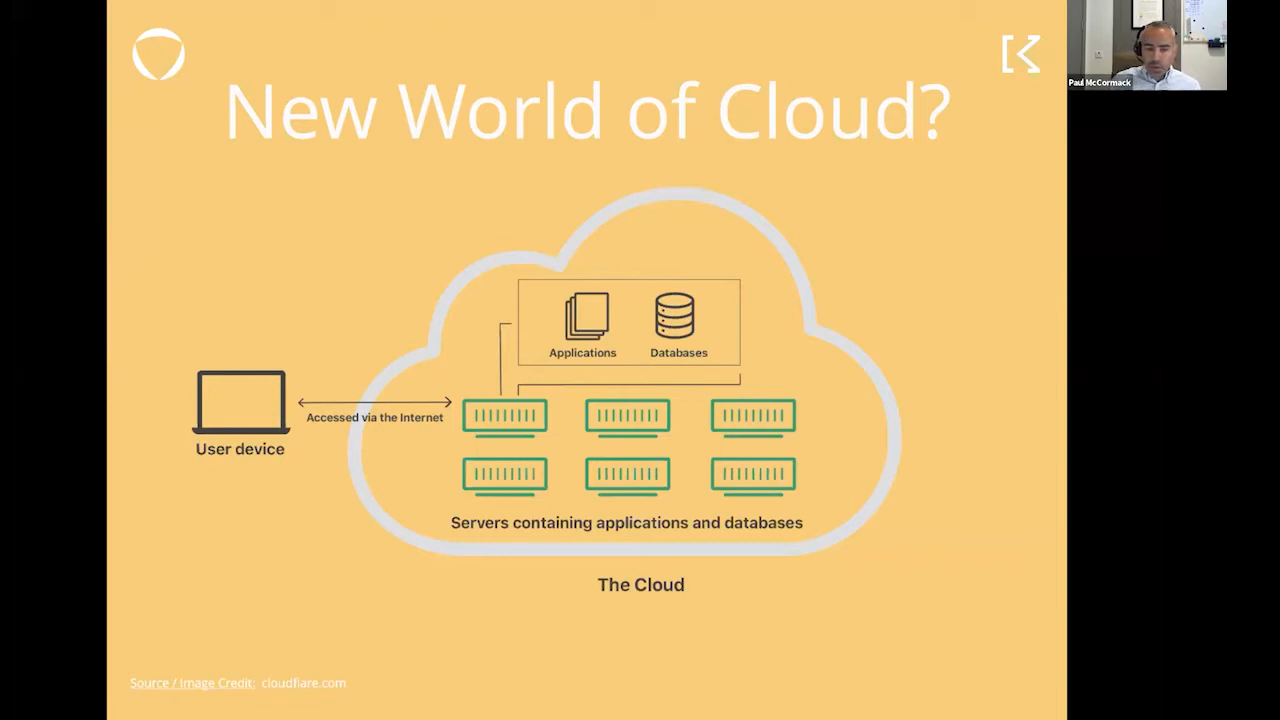 New World of Cloud?
Paul McCormack
Applications
Databases
Accessed via the Internet
User device
Servers containing applications and databases
The Cloud
Source / Image Credit: cloudflare.com